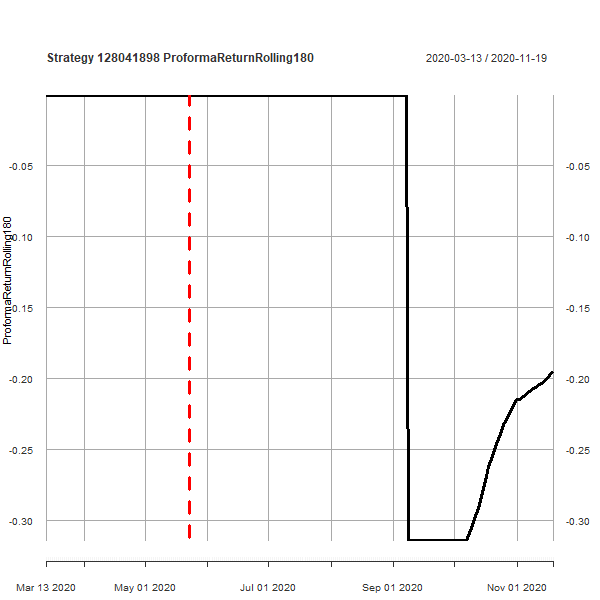 Strategy 128041898 ProformaReturnRolling180
2020-03-13 / 2020-11-19
ProformaReturnRolling180
-0.05
-0.10
-0.15
-0.20
-0.25
-0.30
-0.05
-0.10
-0.15
-0.20
-0.25
-0.30
Mar 13 2020
May 01 2020
Jul 01 2020
Sep 01 2020
Nov 01 2020